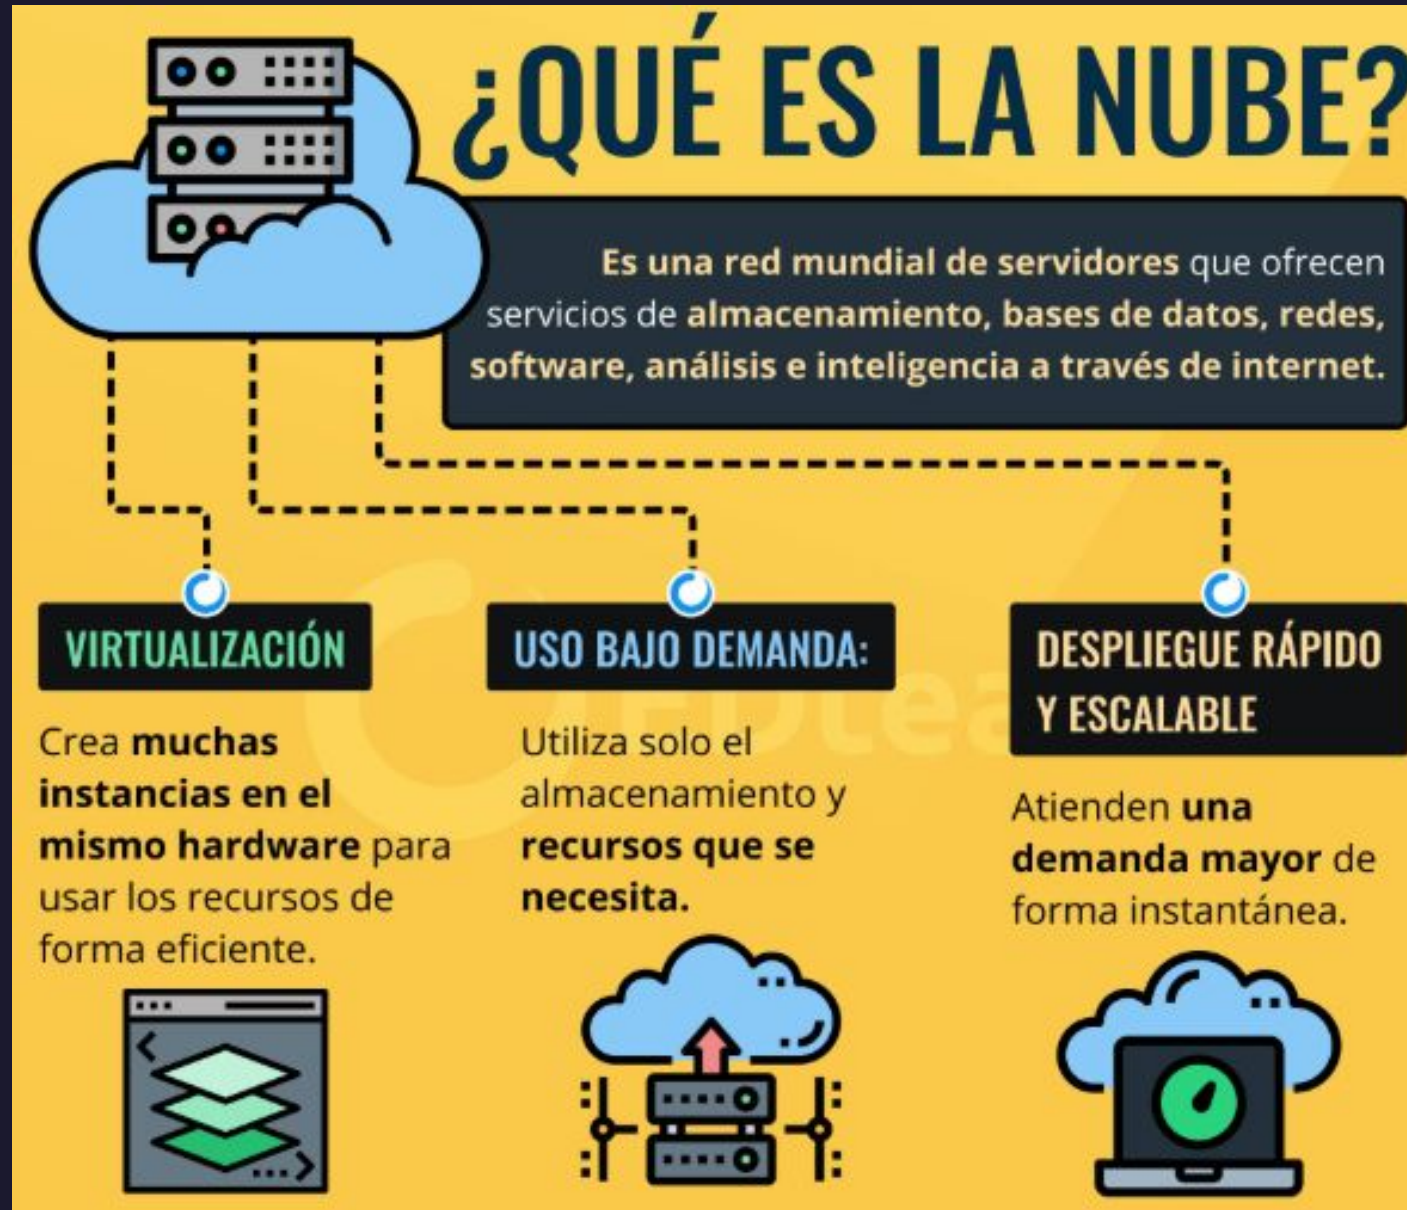 ¿QUÉ ES LA NUBE?
Es una red mundial de servidores que ofrecen
servicios de almacenamiento, bases de datos, redes,
software, análisis e inteligencia a través de internet.
VIRTUALIZACIÓN
Crea muchas
instancias en el
mismo hardware para
usar los recursos de
forma eficiente.
USO BAJO DEMANDA:
Utiliza solo el
almacenamiento y
recursos que se
necesita.
DESPLIEGUE RÁPIDO
Y ESCALABLE
Atienden una
demanda mayor de
forma instantánea.